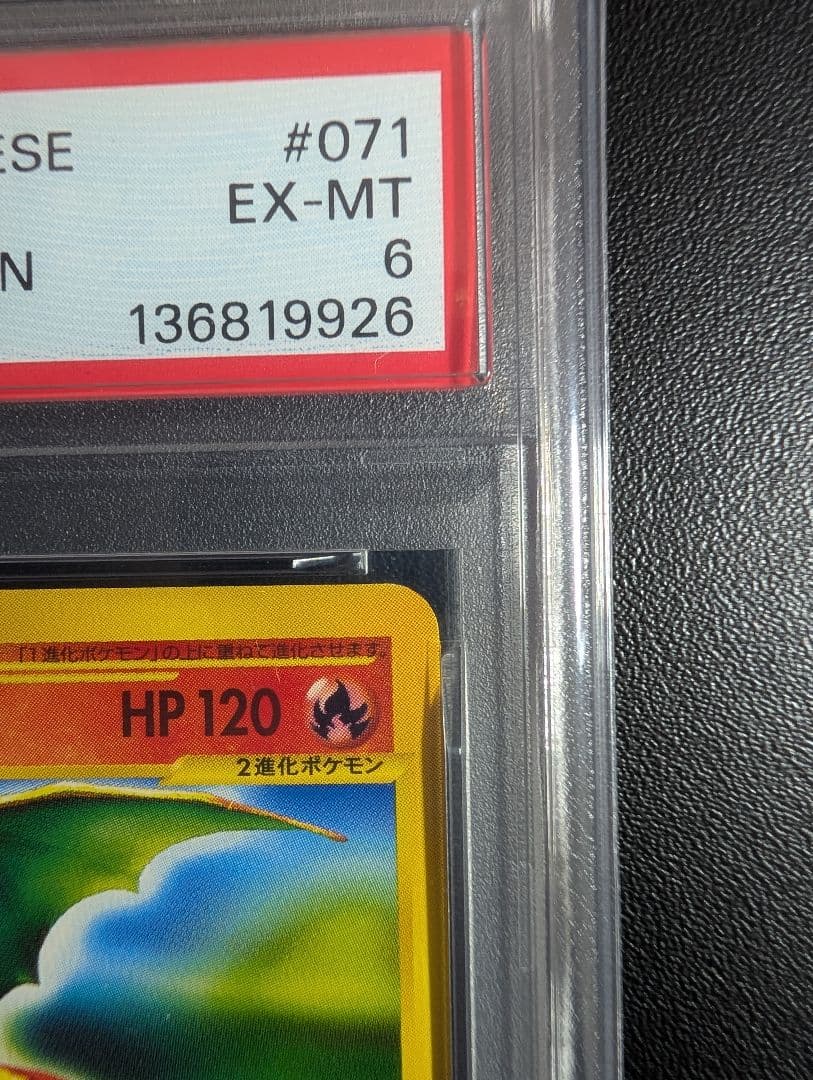 ESE #071
EX-MT
N 6
136819926
「1進化ポケモン」の上に重ねて進化させます。
HP 120
2進化ポケモン